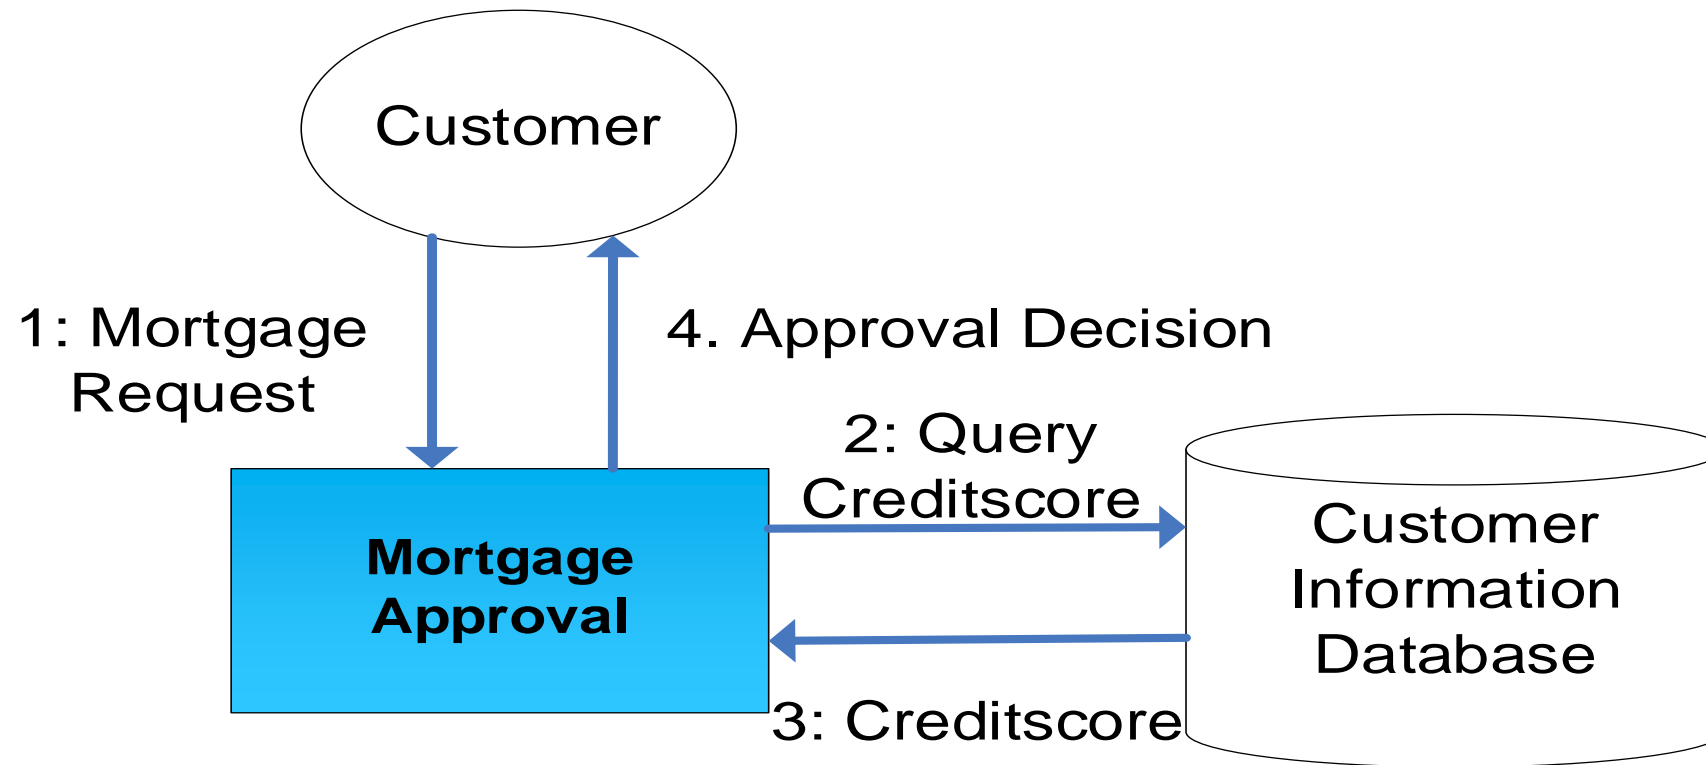 Customer
1: Mortgage
Request
4. Approval Decision
2: Query
Creditscore
Mortgage
Approval
Customer
Information
Database
3: Creditscore